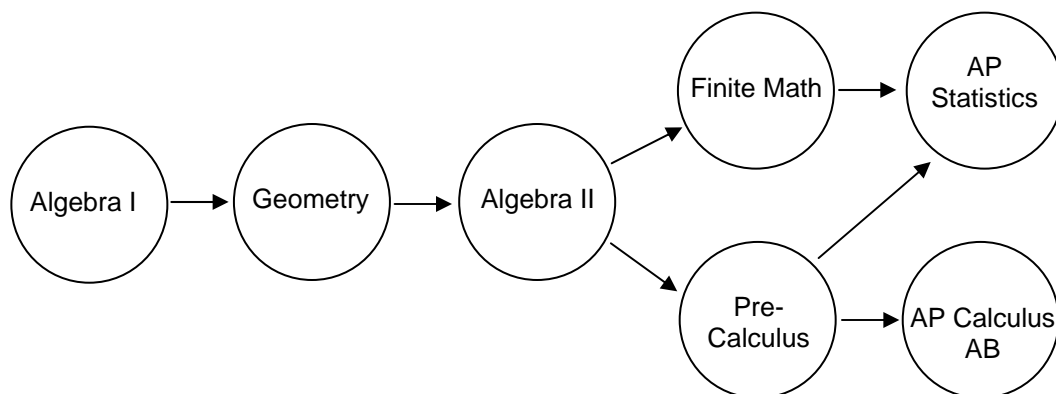 Algebra I
Geometry
Algebra II
Finite Math
AP
Statistics
Pre-
Calculus
AP Calculus
AB